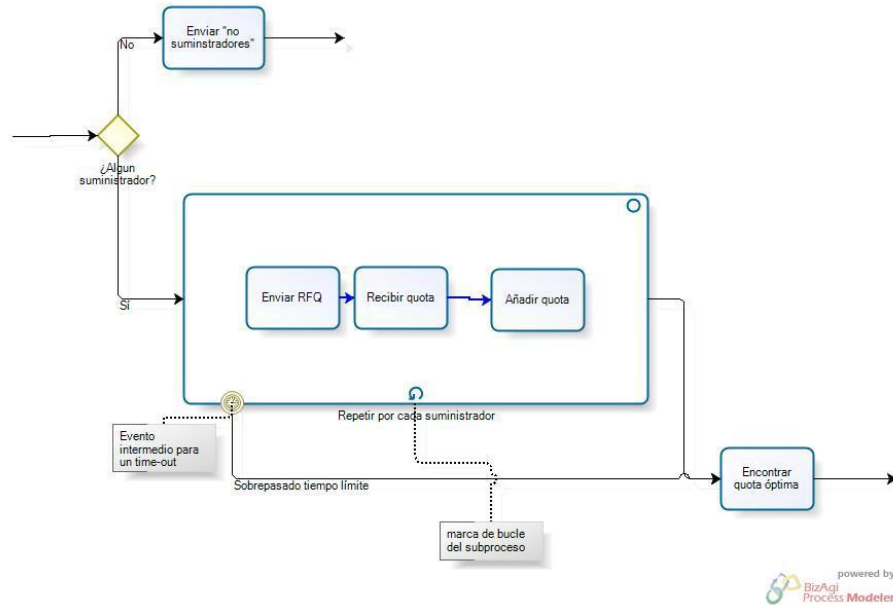 Enviar "no
suminstradores"
No
¿Algun
suministrador?
Sí
Enviar RFQ
Recibir quota
Añadir quota
Repetir por cada suministrador
Evento
intermedio para
un time-out
Sobrepasado tiempo límite
Encontrar
quota óptima
marca de bucle
del subproceso
powered by
BizAgi
Process Modeler